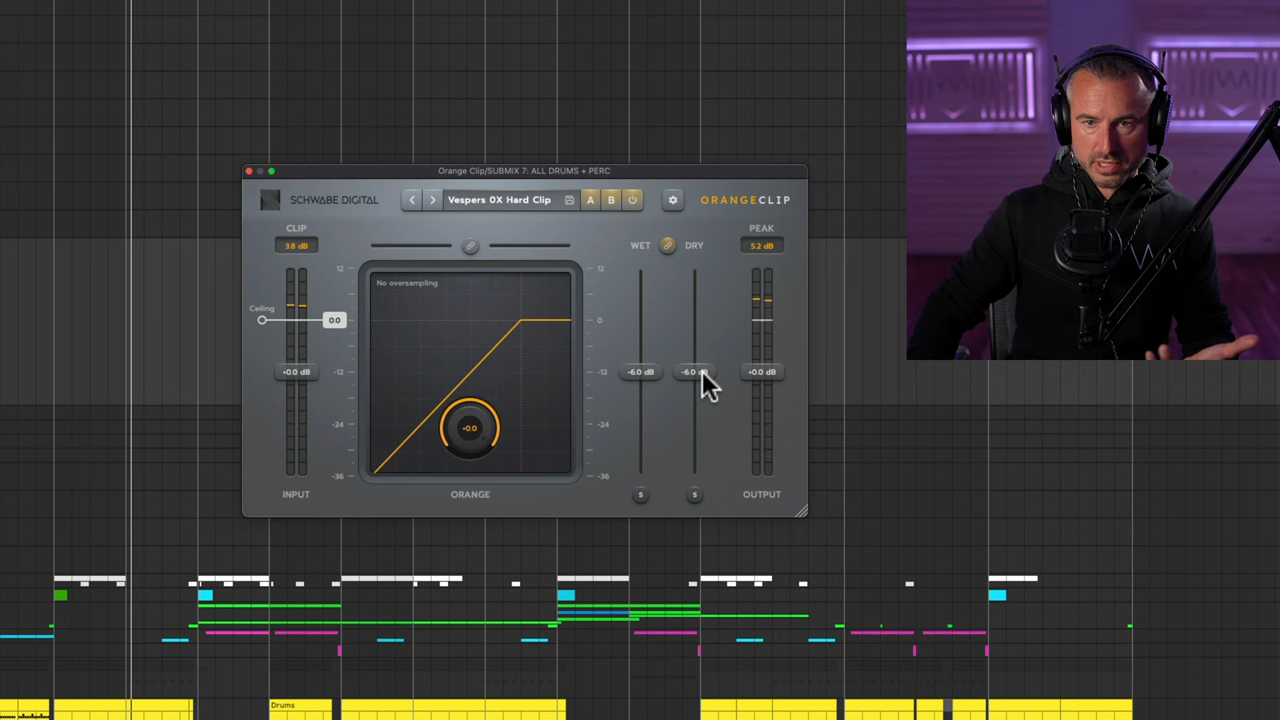 Orange Clip/SUBMIX 7: ALL DRUMS + PERC
SCHWABE DIGITAL
Vespers 0X Hard Clip
A B
ORANGECLIP
CLIP
3.8 dB
WET DRY
PEAK
5.2 dB
12
12
No oversampling
Ceiling
0.0
0
+0.0 dB
-12
-12
-6.0 dB
-6.0 dB
+0.0 dB
-24
-24
-0.0
-36
-36
INPUT
ORANGE
S
S
OUTPUT
Drums